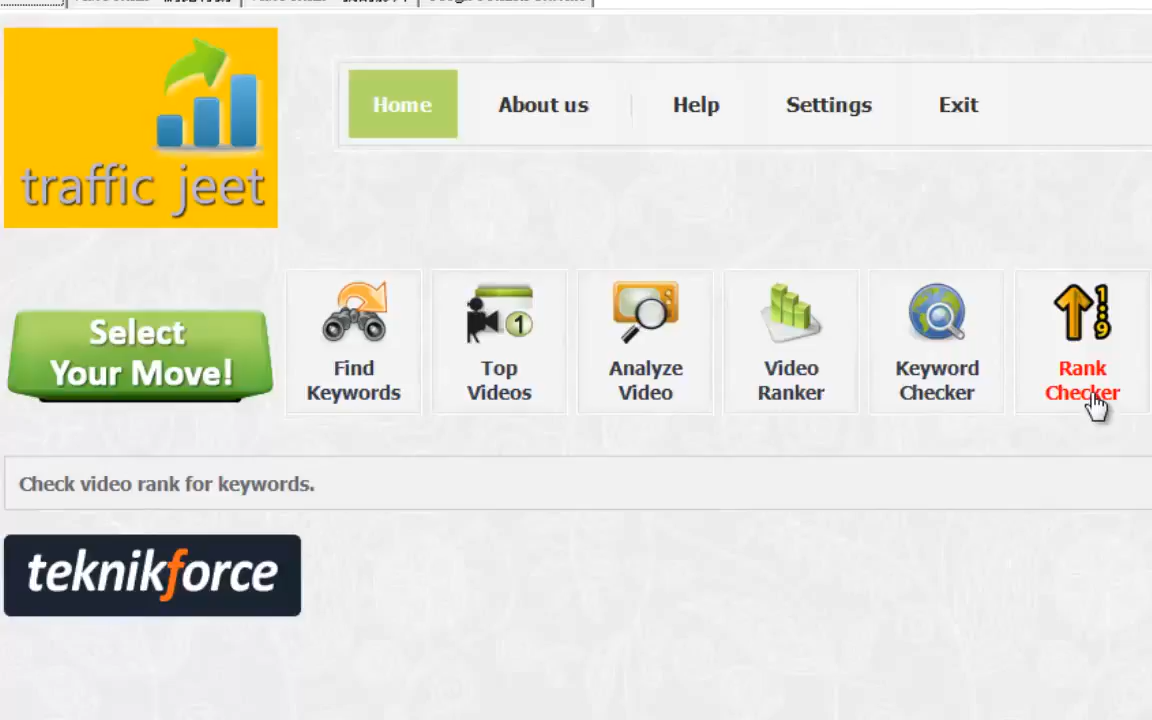 traffic jeet
Home
About us
Help
Settings
Exit
Select
Your Move!
Find
Keywords
1
Top
Videos
Analyze
Video
Video
Ranker
Keyword
Checker
Rank
Checker
Check video rank for keywords.
teknikforce